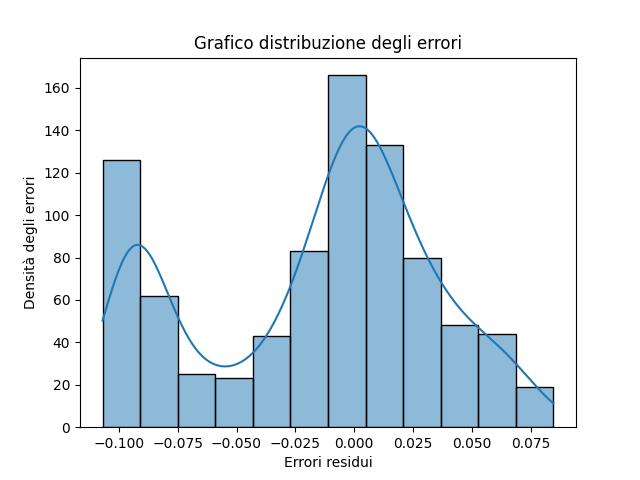 Grafico distribuzione degli errori
Densità degli errori
160
140
120
100
80
60
40
20
0
−0.100 −0.075 −0.050 −0.025 0.000 0.025 0.050 0.075
Errori residui